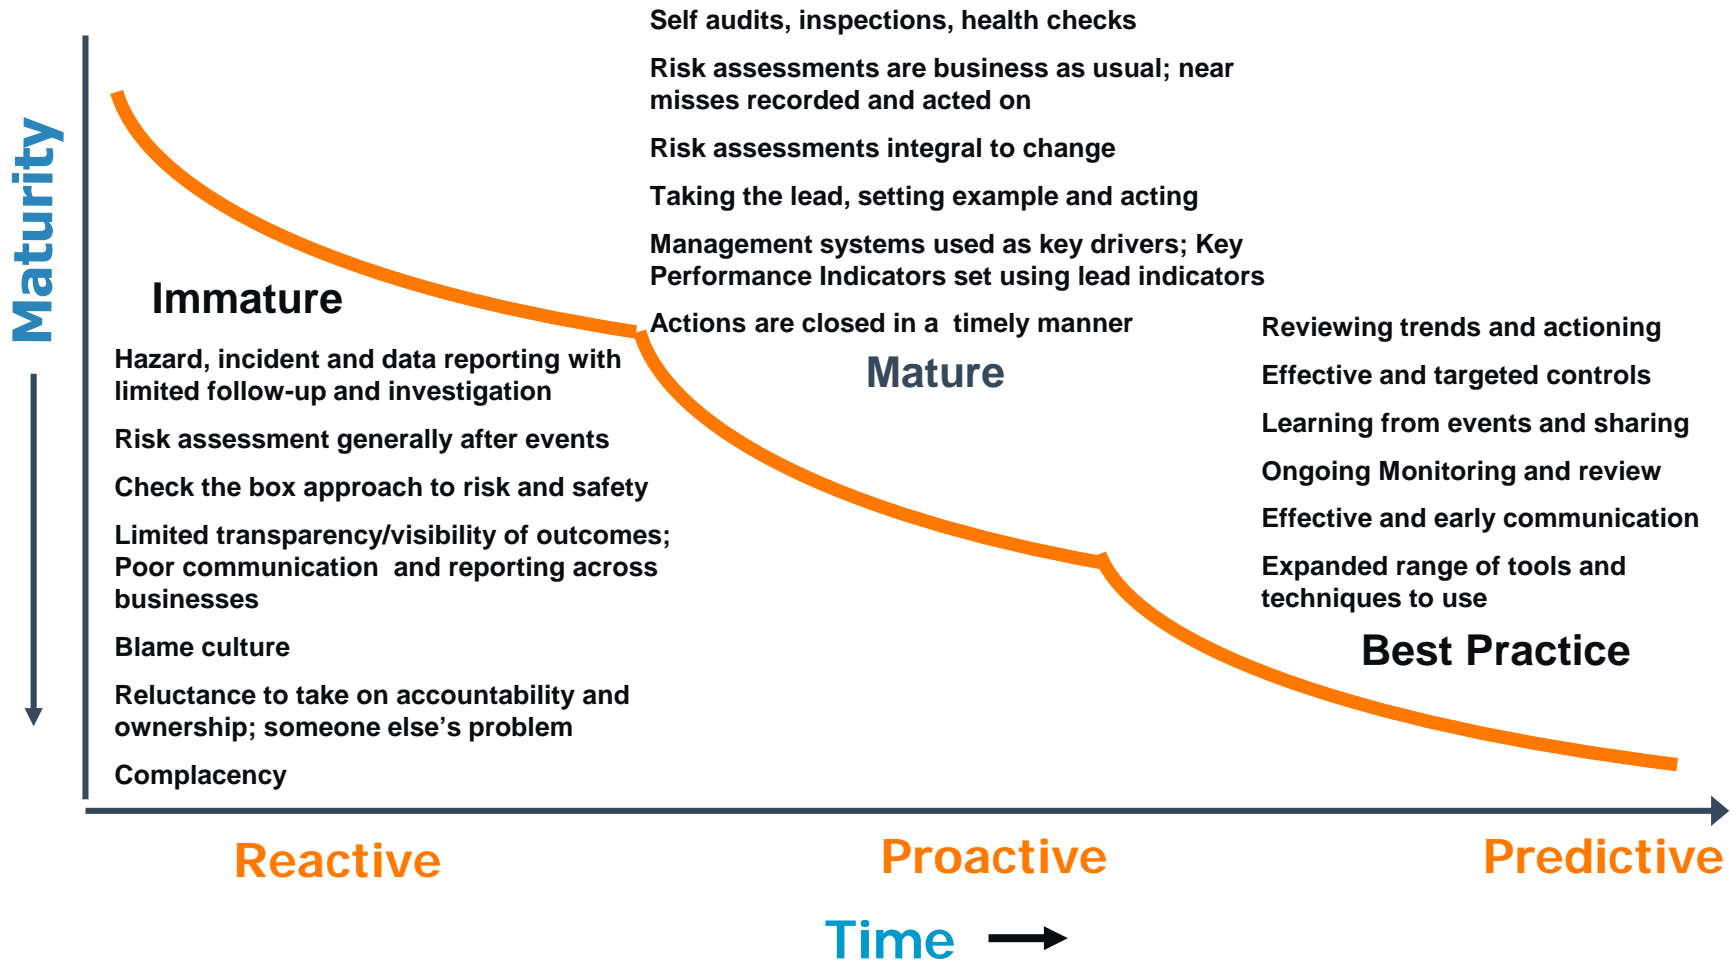 Maturity
Immature
Hazard, incident and data reporting with
limited follow-up and investigation
Risk assessment generally after events
Check the box approach to risk and safety
Limited transparency/visibility of outcomes;
Poor communication and reporting across
businesses
Blame culture
Reluctance to take on accountability and
ownership; someone else’s problem
Complacency
Self audits, inspections, health checks
Risk assessments are business as usual; near
misses recorded and acted on
Risk assessments integral to change
Taking the lead, setting example and acting
Management systems used as key drivers; Key
Performance Indicators set using lead indicators
Actions are closed in a timely manner
Mature
Reviewing trends and actioning
Effective and targeted controls
Learning from events and sharing
Ongoing Monitoring and review
Effective and early communication
Expanded range of tools and
techniques to use
Best Practice
Reactive
Proactive
Predictive
Time